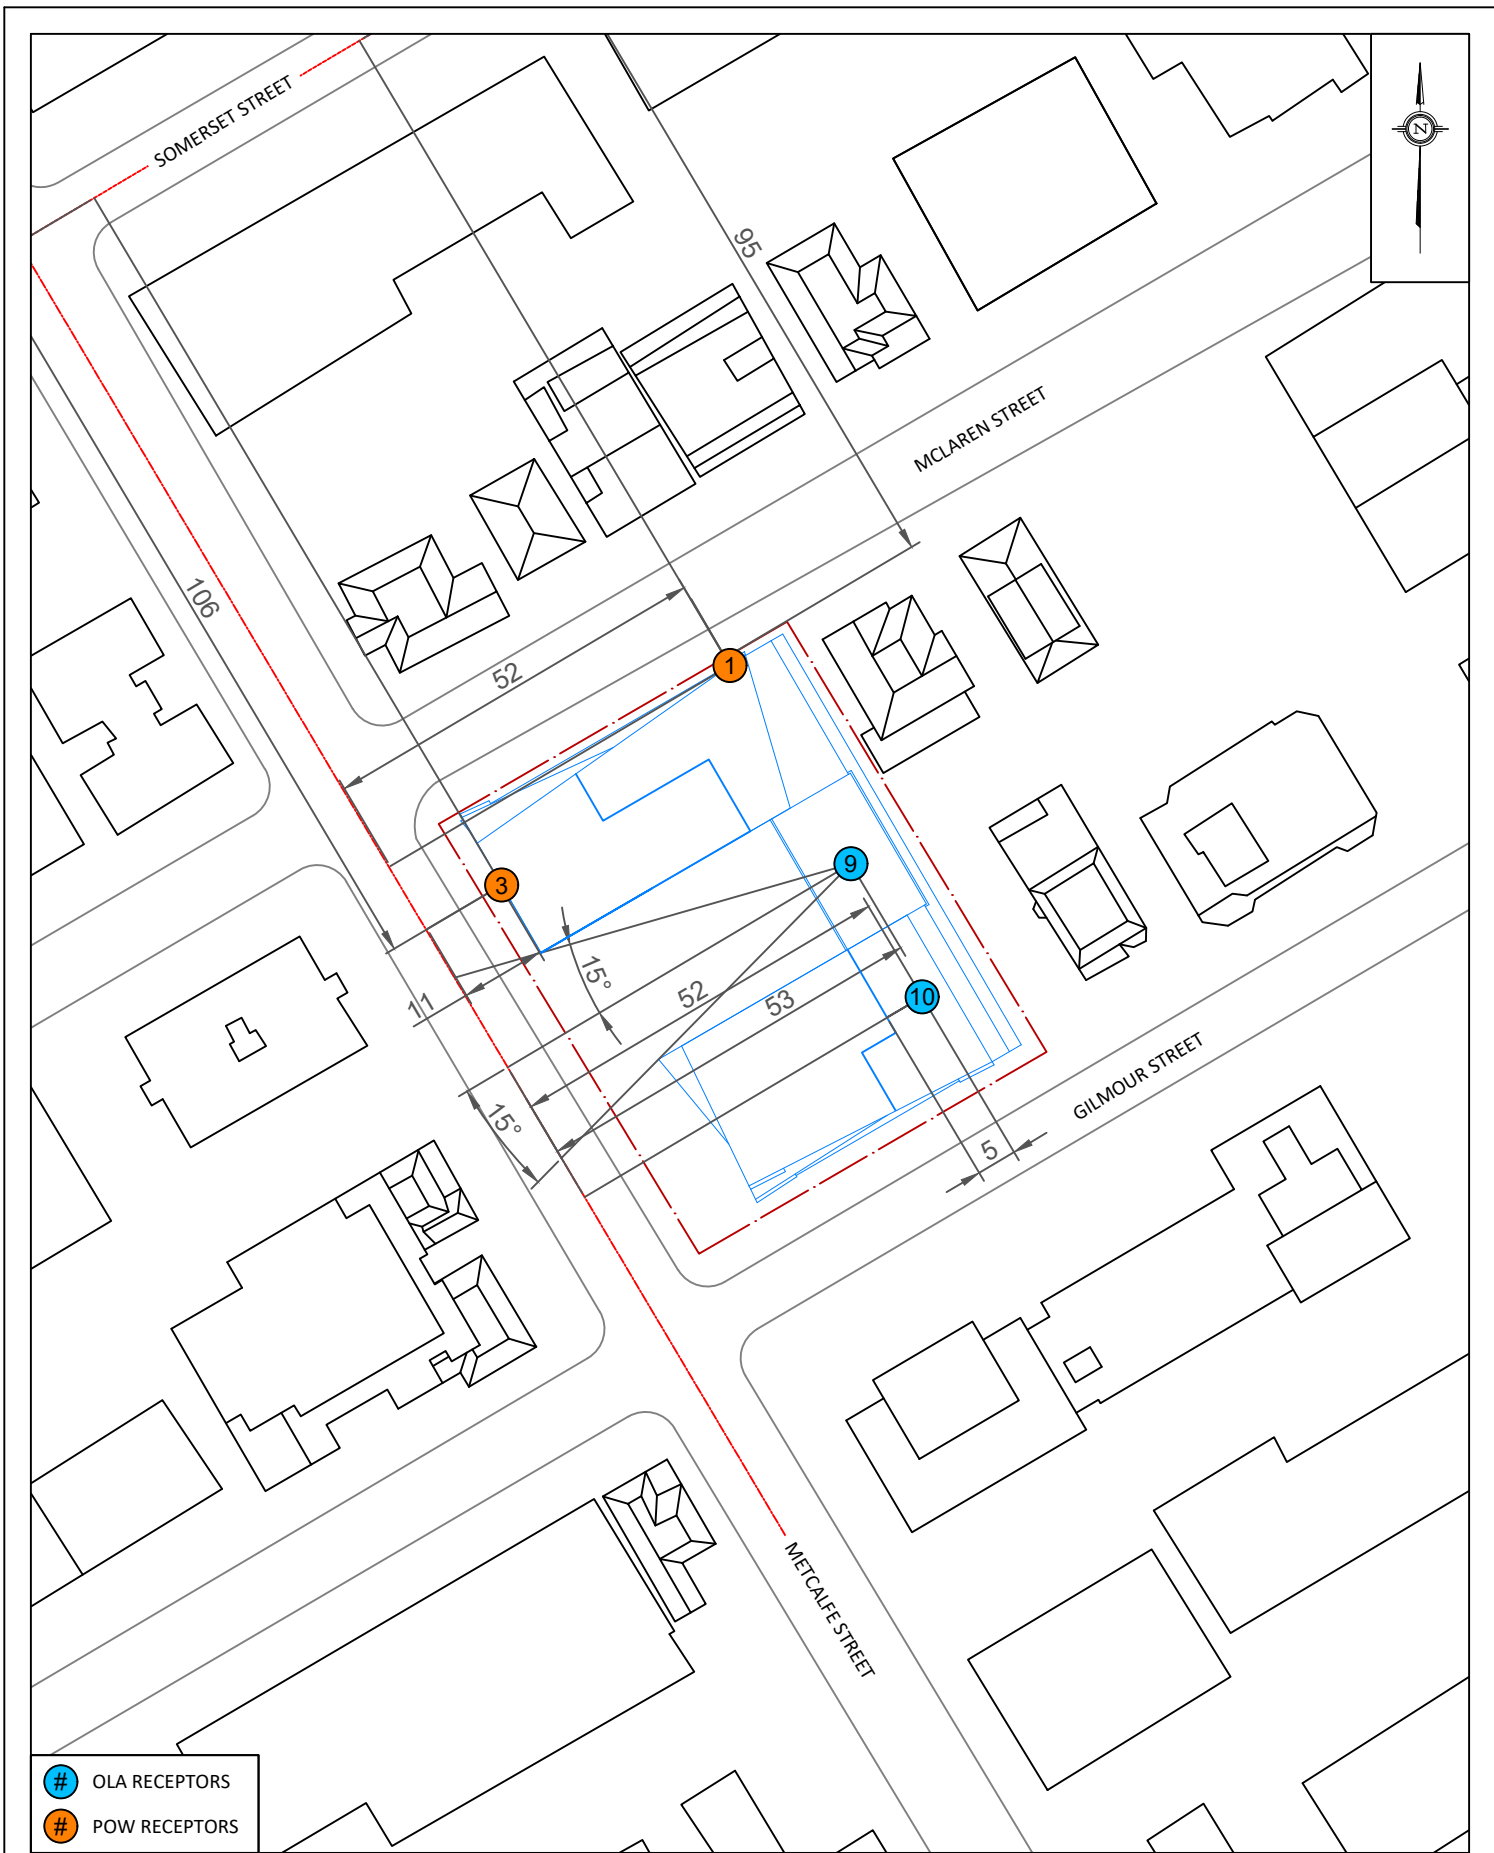 SOMERSET STREET
N
95
MCLAREN STREET
106
52
1
3
9
11
15°
52
53
10
15°
5
GILMOUR STREET
METCALFE STREET
# OLA RECEPTORS
# POW RECEPTORS